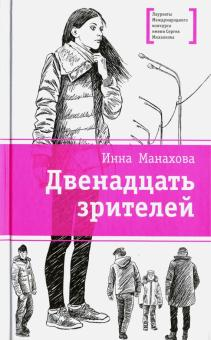 Лауреаты
Международного
конкурса
имени Сергея
Михалкова
Инна Манахова
Двенадцать
зрителей